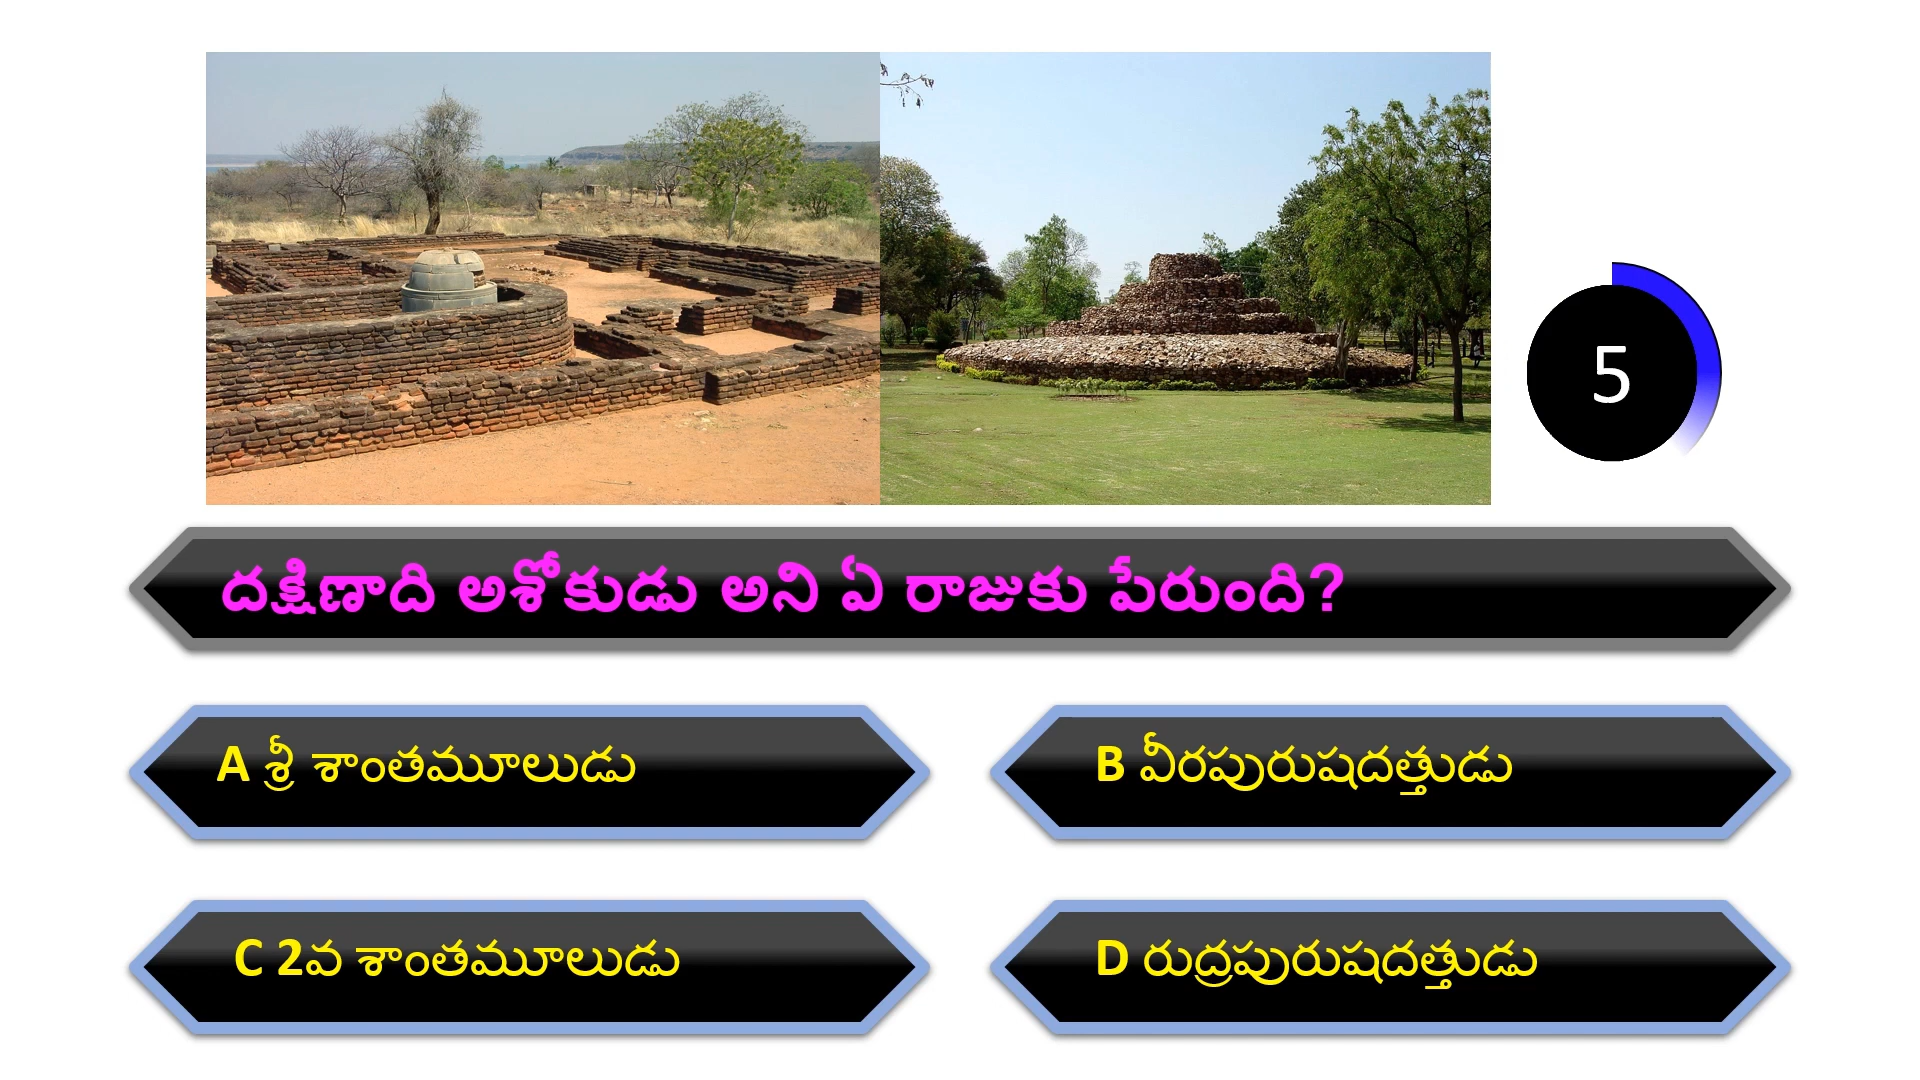 5
దక్షిణాది అశోకుడు అని ఏ రాజుకు పేరుంది?
A శ్రీ శాంతమూలుడు
B వీరపురుషదత్తుడు
C 2వ శాంతమూలుడు
D రుద్రపురుషదత్తుడు